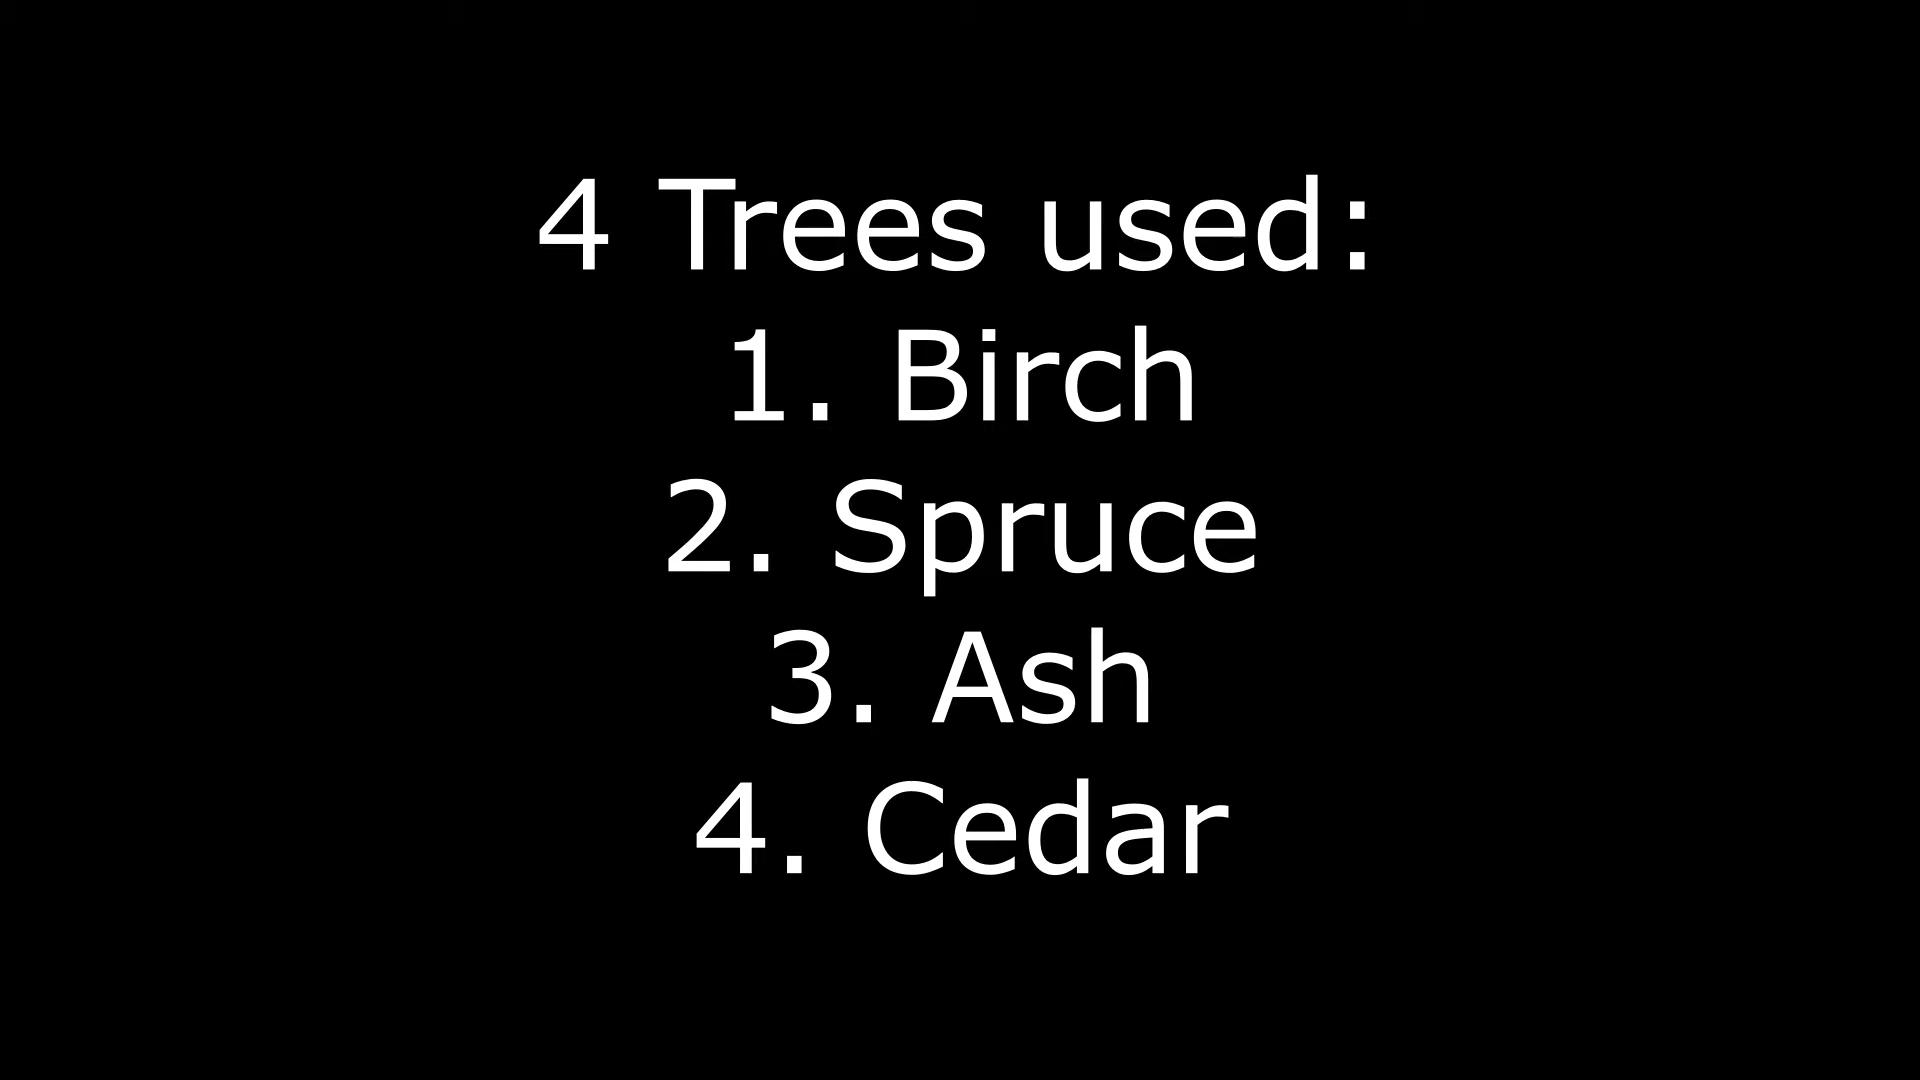 4 Trees used:
1. Birch
2. Spruce
3. Ash
4. Cedar